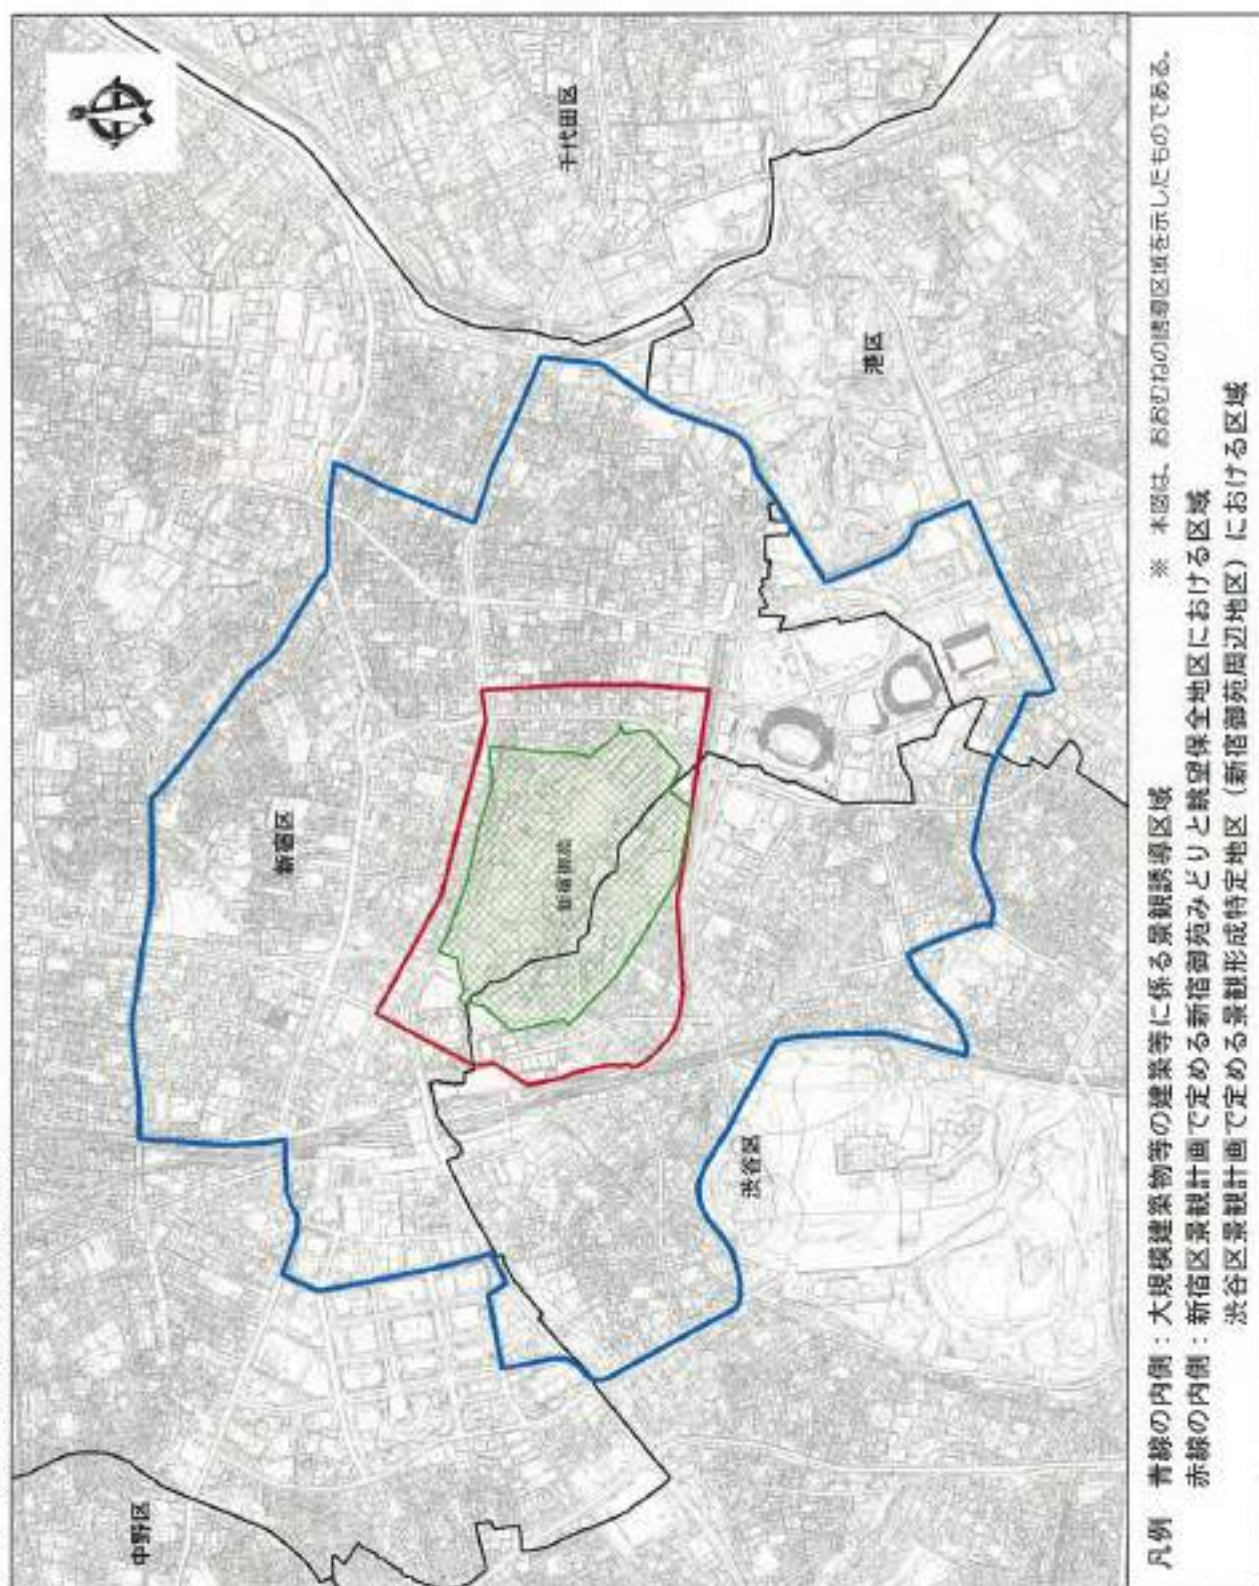 千代田区
港区
新宿区
新宿御苑
渋谷区
中野区
※ 本図は、おおむねの誘導区域を示したものである。
凡例 青線の内側：大規模建築物等の建築等に係る景観誘導区域
赤線の内側：新宿区景観計画で定める新宿御苑みどりと眺望保全地区における区域
渋谷区景観計画で定める景観形成特定地区（新宿御苑周辺地区）における区域